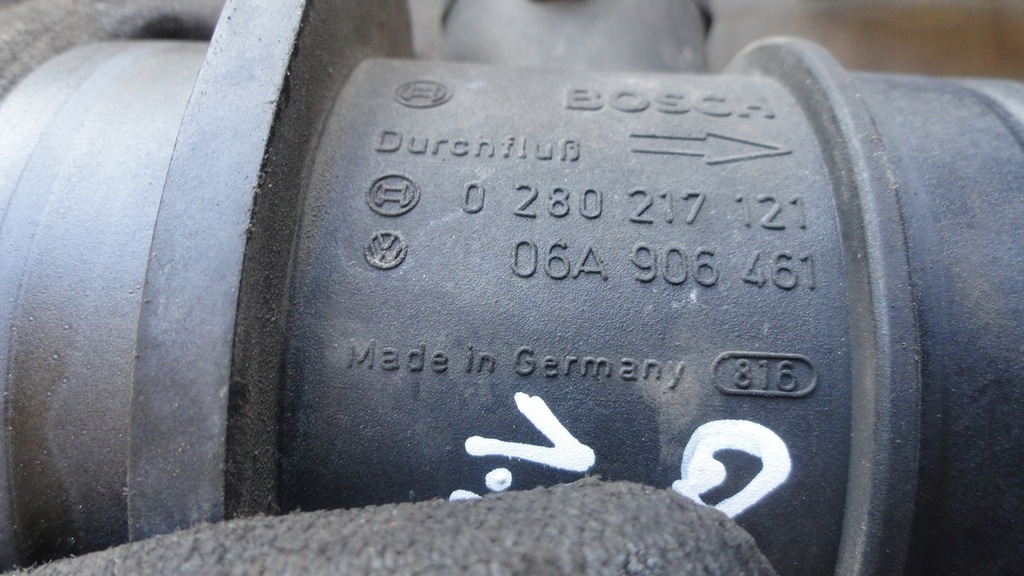 BOSCH
Durchfluß
0 280 217 121
06A 906 461
Made in Germany 816